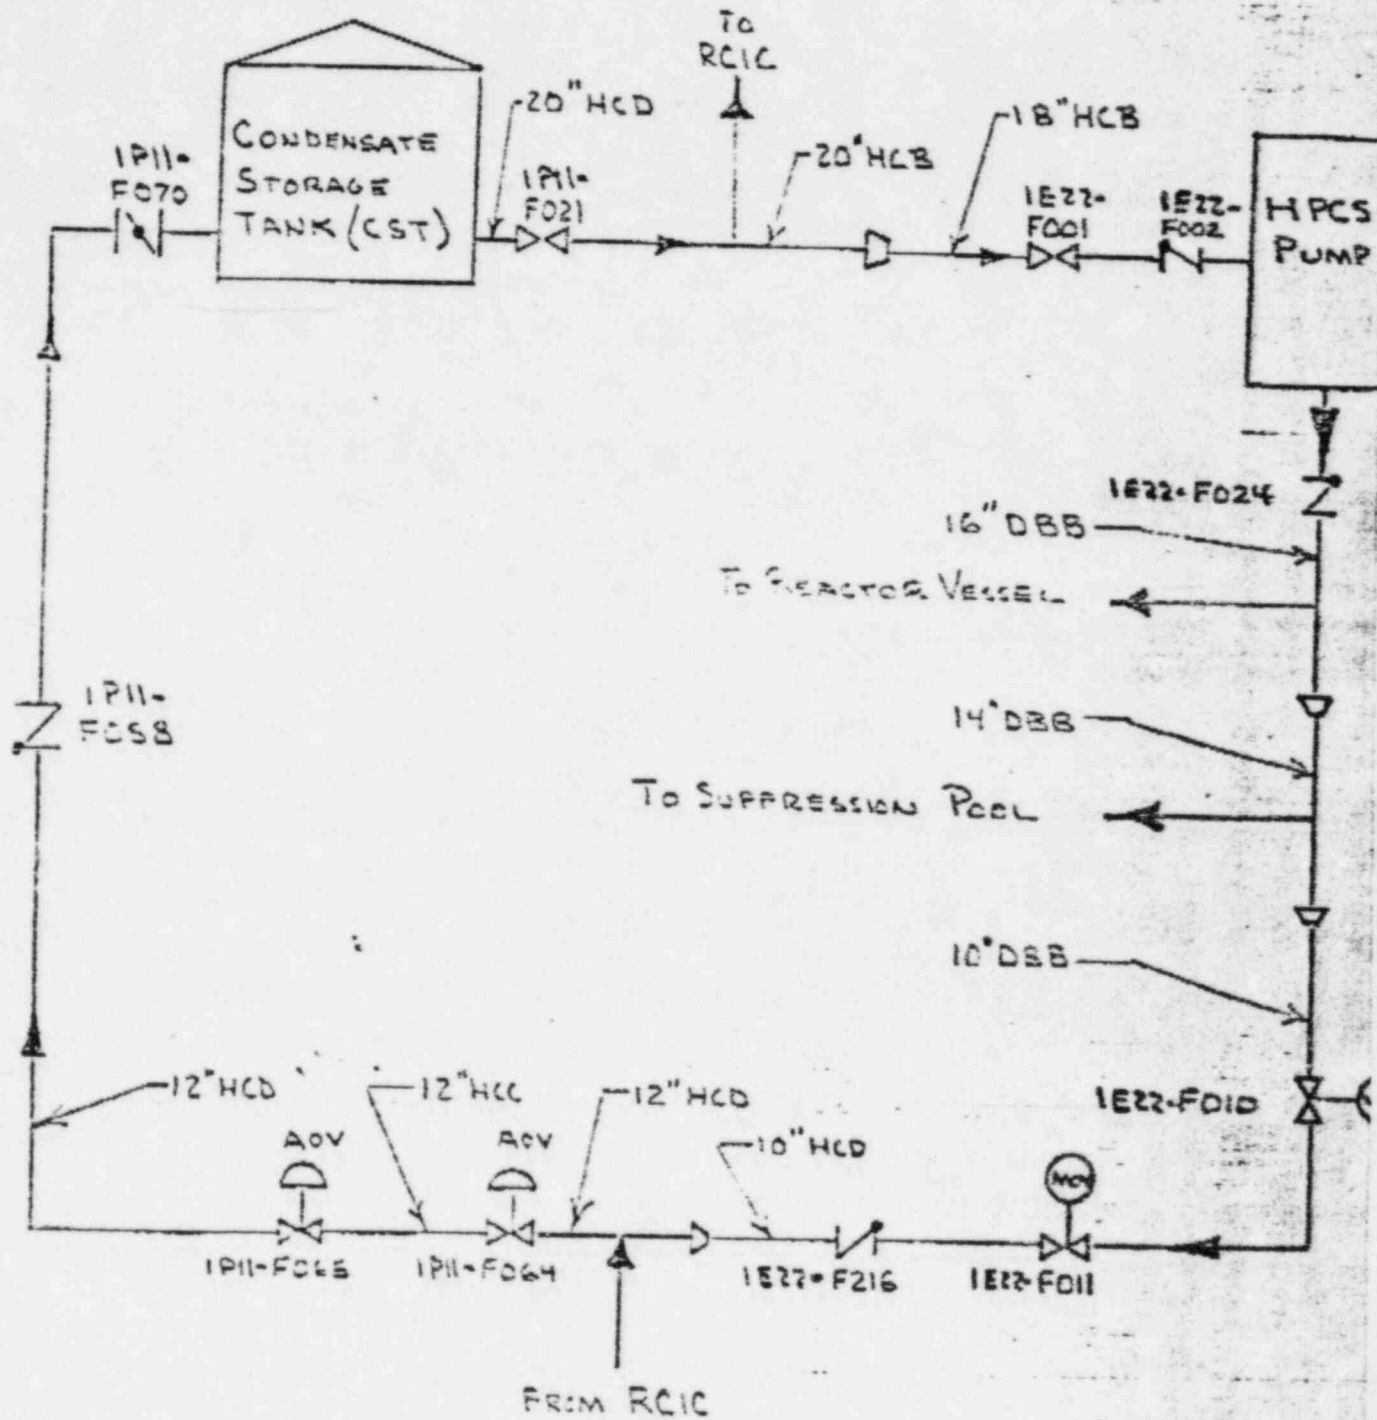 To
RCIC
20" HCD
18" HCB
CONDENSATE
STORAGE
TANK (CST)
1P11-
F070
1P11-
F021
20" HCB
1E22-
F001
1E22-
F002
HPCS
PUMP
1E22-F024
16" DBB
To REACTOR VESSEL
1P11-
F058
14" DBB
To SUPPRESSION POOL
10" DBB
12" HCD
12" HCC
12" HCD
1E22-F010
AOV
AOV
10" HCD
MOV
1P11-F065
1P11-F064
1E22-F216
1E22-F011
FROM RCIC